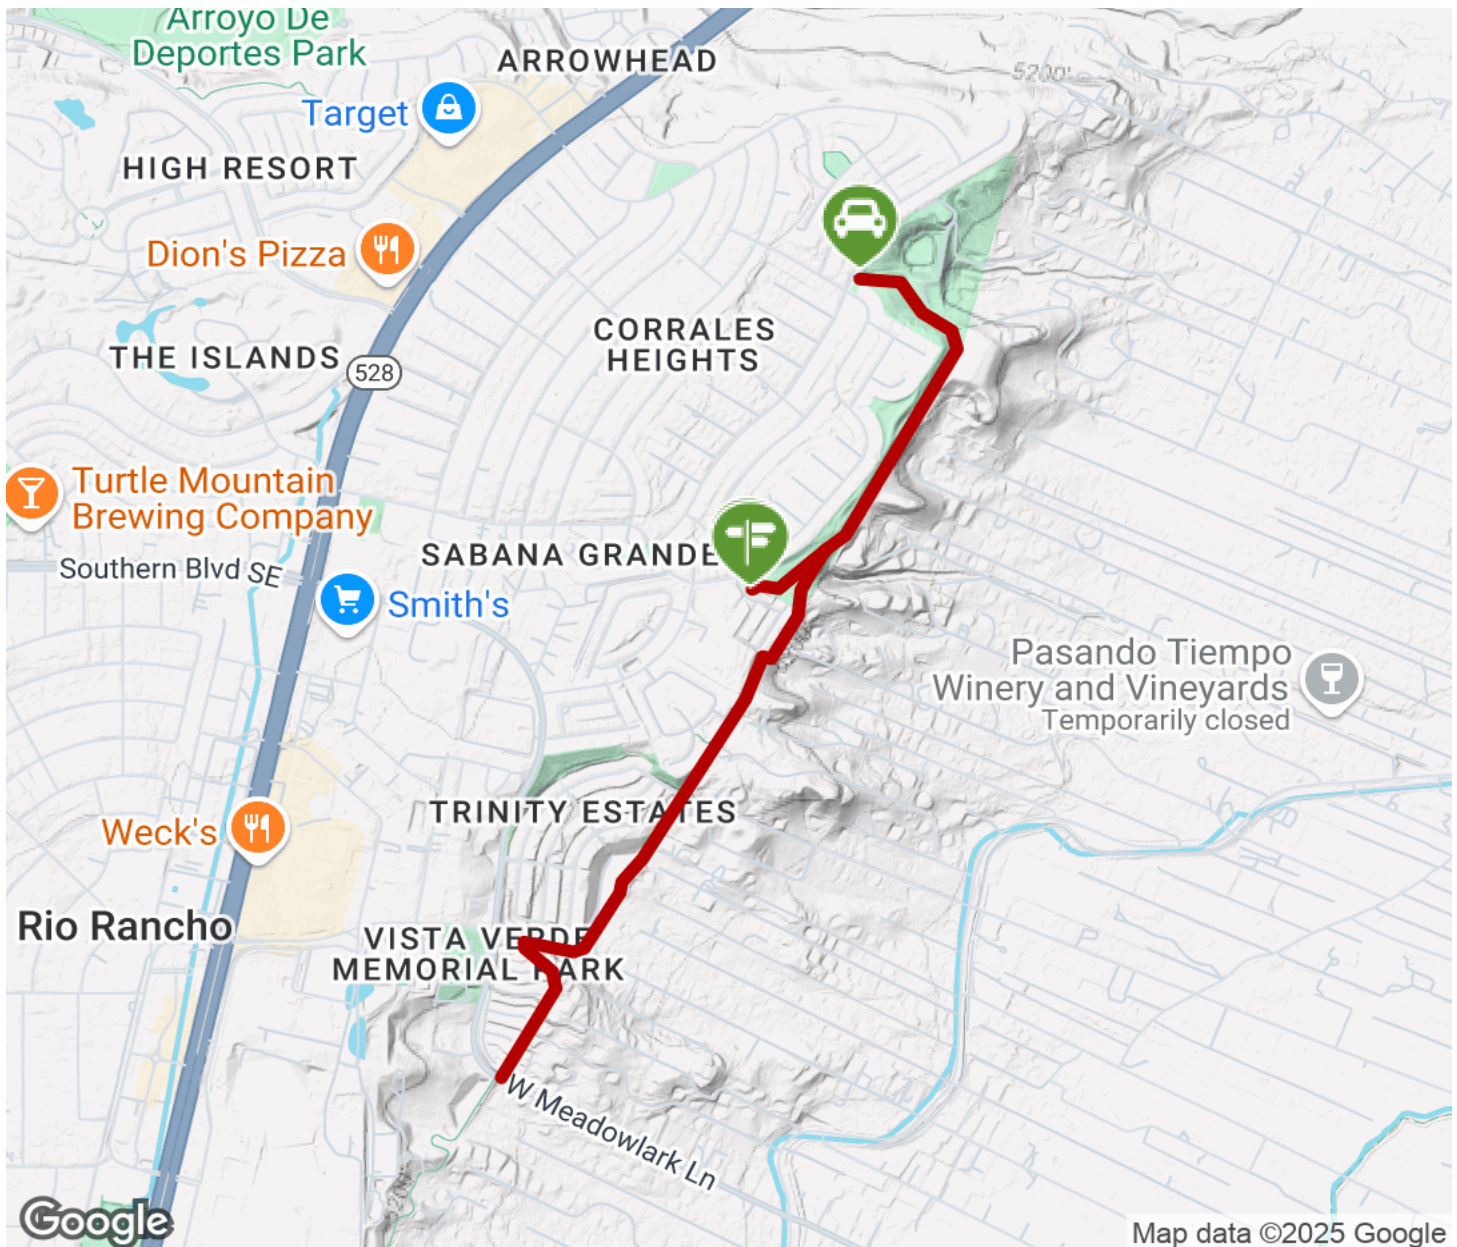 Arroyo De
Deportes Park
ARROWHEAD
5200'
Target
HIGH RESORT
Dion's Pizza
CORRALES
HEIGHTS
THE ISLANDS
528
Turtle Mountain
Brewing Company
SABANA GRANDE
Southern Blvd SE
Smith's
Pasando Tiempo
Winery and Vineyards
Temporarily closed
TRINITY ESTATES
Weck's
Rio Rancho
VISTA VERDE
MEMORIAL PARK
W Meadowlark Ln
Google
Map data ©2025 Google